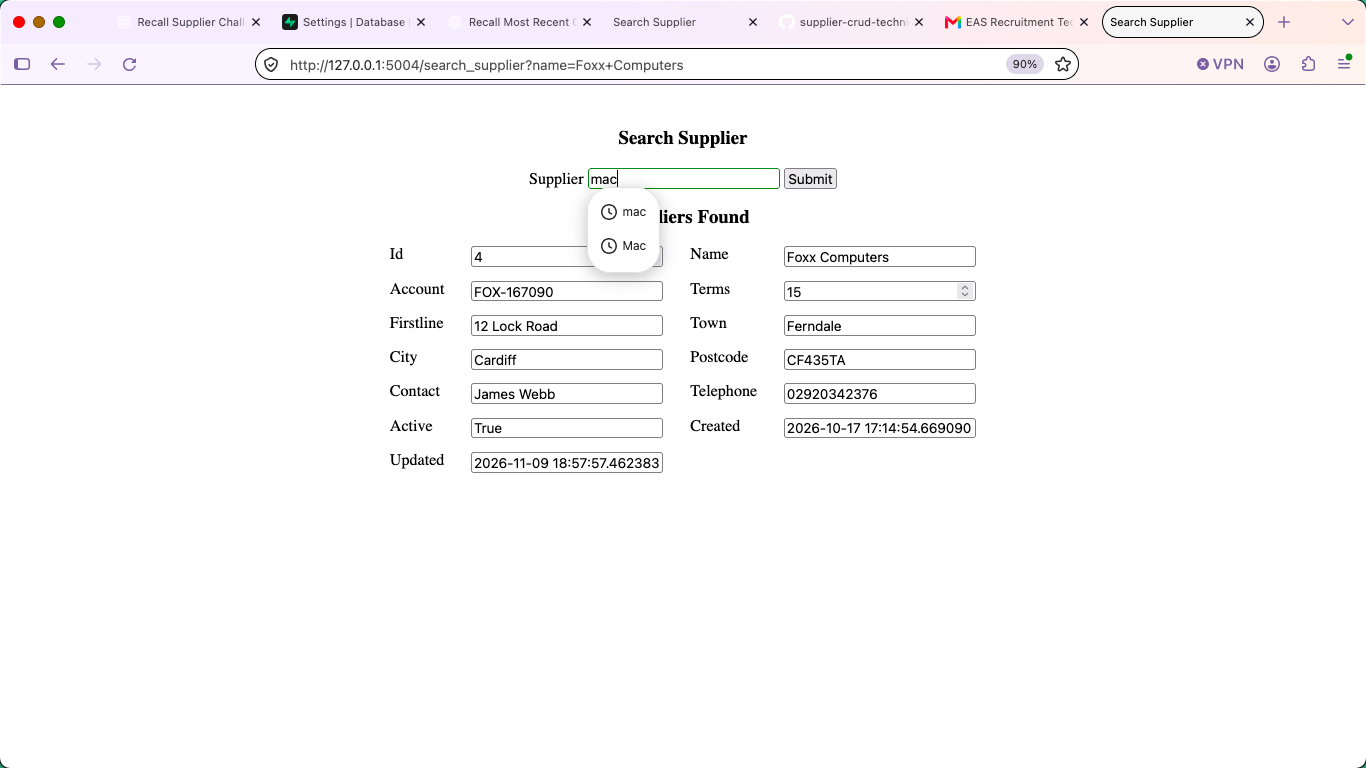 Recall Supplier Chall Settings | Database Recall Most Recent C Search Supplier supplier-crud-techni EAS Recruitment Tec Search Supplier
http://127.0.0.1:5004/search_supplier?name=Foxx+Computers 90% VPN
Search Supplier
Supplier mac Submit
mac
Mac
liers Found
Id 4 Name Foxx Computers
Account FOX-167090 Terms 15
Firstline 12 Lock Road Town Ferndale
City Cardiff Postcode CF435TA
Contact James Webb Telephone 02920342376
Active True Created 2026-10-17 17:14:54.669090
Updated 2026-11-09 18:57:57.462383